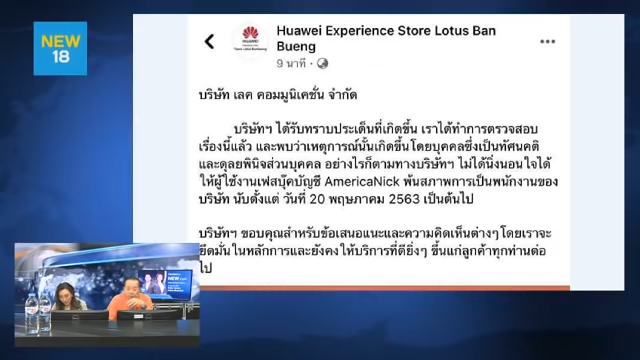 NEW
18
HUAWEI
Huawei Experience Store Lotus Ban
Bueng
9 นาที
บริษัท เลค คอมมูนิเคชั่น จำกัด
บริษัทฯ ได้รับทราบประเด็นที่เกิดขึ้น เราได้ทำการตรวจสอบ
เรื่องนี้แล้ว และพบว่าเหตุการณ์นั้นเกิดขึ้นโดยบุคคลซึ่งเป็นทัศนคติ
และดุลยพินิจส่วนบุคคล อย่างไรก็ตามทางบริษัทฯ ไม่ได้นิ่งนอนใจได้
ให้ผู้ใช้งานเฟสบุ๊คบัญชี AmericaNick พ้นสภาพการเป็นพนักงานของ
บริษัท นับตั้งแต่ วันที่ 20 พฤษภาคม 2563 เป็นต้นไป
บริษัทฯ ขอบคุณสำหรับข้อเสนอแนะและความคิดเห็นต่างๆโดยเราจะ
ยึดมั่นในหลักการและยังคงให้บริการที่ดียิ่งๆ ขึ้นแก่ลูกค้าทุกท่านต่อ
ไป